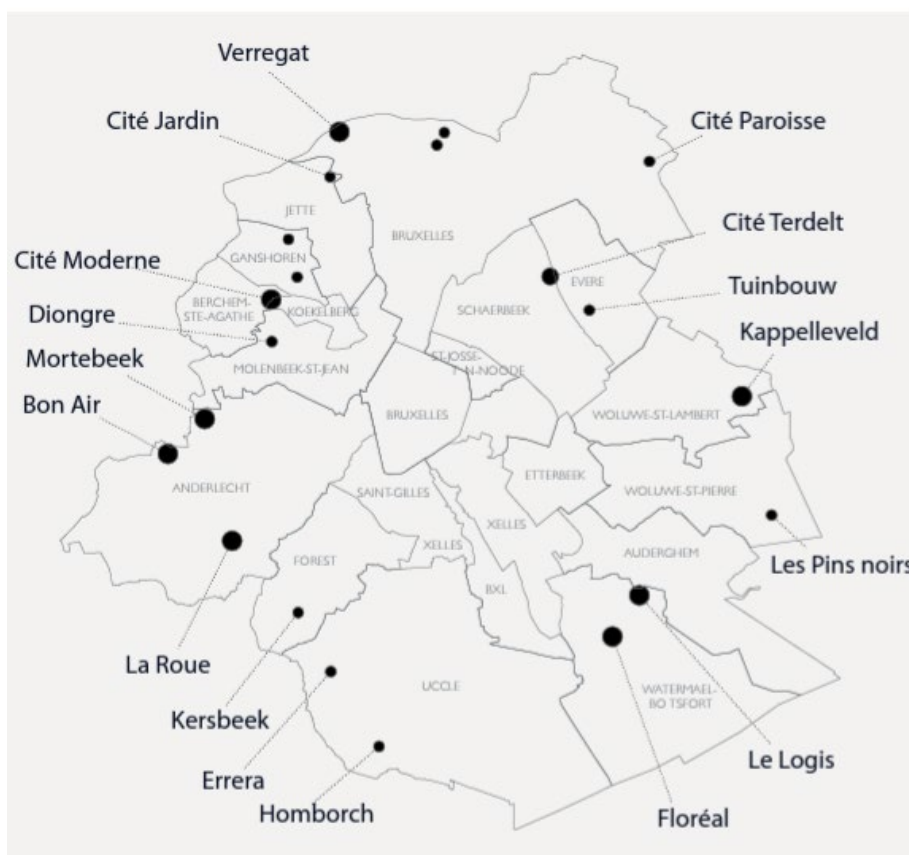 Verregat
Cité Jardin
Cité Paroisse
JETTE
BRUXELLES
Cité Terdelt
Cité Moderne
GANSHOREN
EVERE
Tuinbouw
BERCHEM-
STE-AGATHE
KOEKELBERG
SCHAERBEEK
Diongre
Kappelleveld
Mortebeek
MOLENBEEK-ST-JEAN
ST-JOSSE-
T-N-NOODE
Bon Air
BRUXELLES
WOLUWE-ST-LAMBERT
ANDERLECHT
SAINT-GILLES
ETTERBEEK
WOLUWE-ST-PIERRE
XELLES
XELLES
AUDERGHEM
FOREST
Les Pins noirs
BXL
La Roue
UCCLE
WATERMAEL-
BO TSFORT
Kersbeek
Le Logis
Errera
Homborch
Floréal